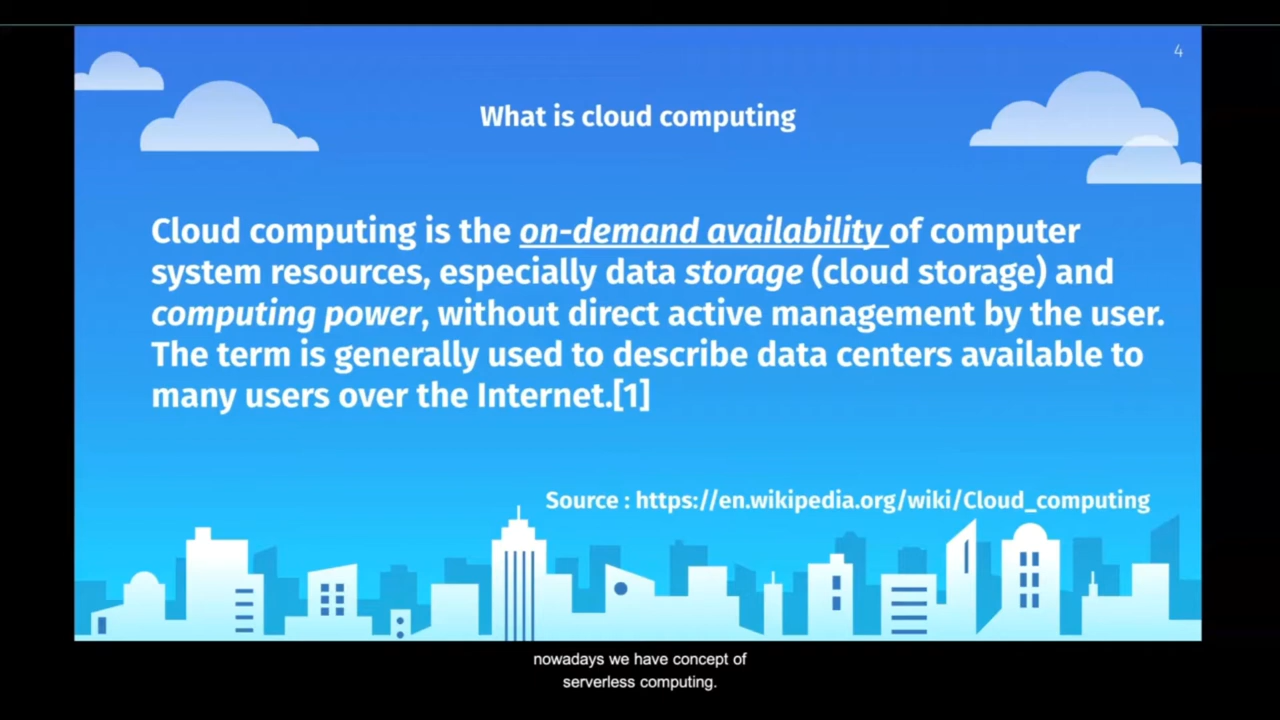 4
What is cloud computing
Cloud computing is the on-demand availability of computer
system resources, especially data storage (cloud storage) and
computing power, without direct active management by the user.
The term is generally used to describe data centers available to
many users over the Internet.[1]
Source : https://en.wikipedia.org/wiki/Cloud_computing
nowadays we have concept of
serverless computing.